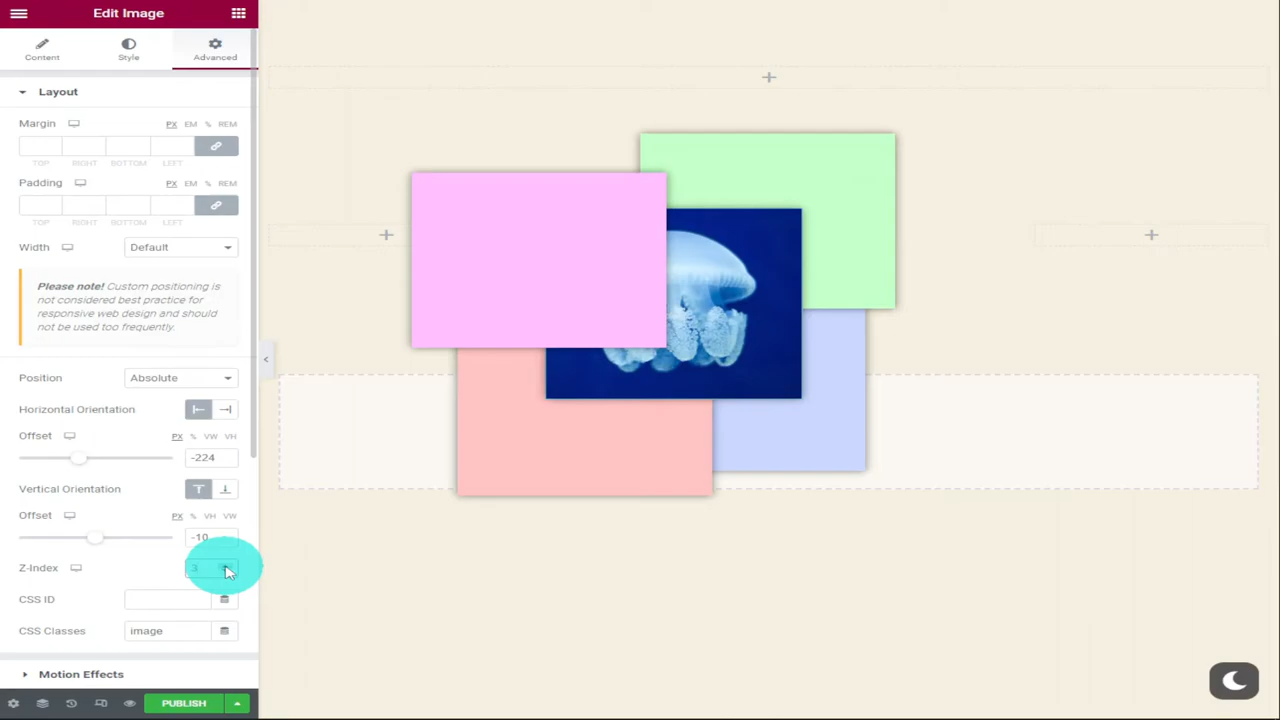 Edit Image
Content Style Advanced
Layout
Margin PX EM % REM
TOP RIGHT BOTTOM LEFT
Padding PX EM % REM
TOP RIGHT BOTTOM LEFT
Width Default
Please note! Custom positioning is
not considered best practice for
responsive web design and should
not be used too frequently.
Position Absolute
Horizontal Orientation
Offset PX % VW VH
-224
Vertical Orientation
Offset PX % VH VW
-10
Z-Index 3
CSS ID
CSS Classes image
Motion Effects
PUBLISH